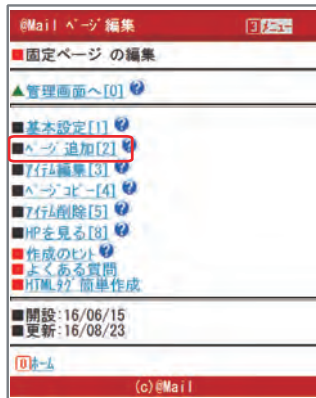 @Mail ﾍﾟｰｼﾞ編集 3ﾒﾆｭｰ
■固定ページ の編集
▲管理画面へ[0] ?
■基本設定[1] ?
■ﾍﾟｰｼﾞ追加[2] ?
■ｱｲﾃﾑ編集[3] ?
■ﾍﾟｰｼﾞｺﾋﾟｰ[4] ?
■ｱｲﾃﾑ削除[5] ?
■HPを見る[8] ?
■作成のﾋﾝﾄ ?
■よくある質問
■HTMLﾀｸﾞ簡単作成
■開設:16/06/15
■更新:16/08/23
0ﾎｰﾑ
(c)@Mail